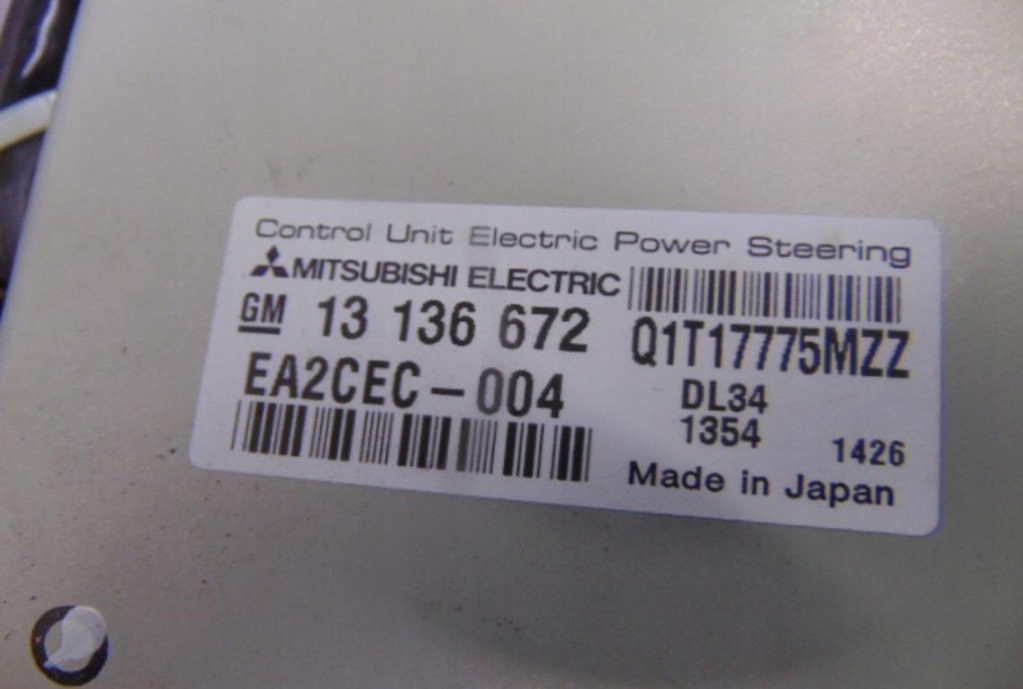 Control Unit Electric Power Steering
MITSUBISHI ELECTRIC
GM 13 136 672
Q1T17775MZZ
EA2CEC-004
DL34
1354
1426
Made in Japan